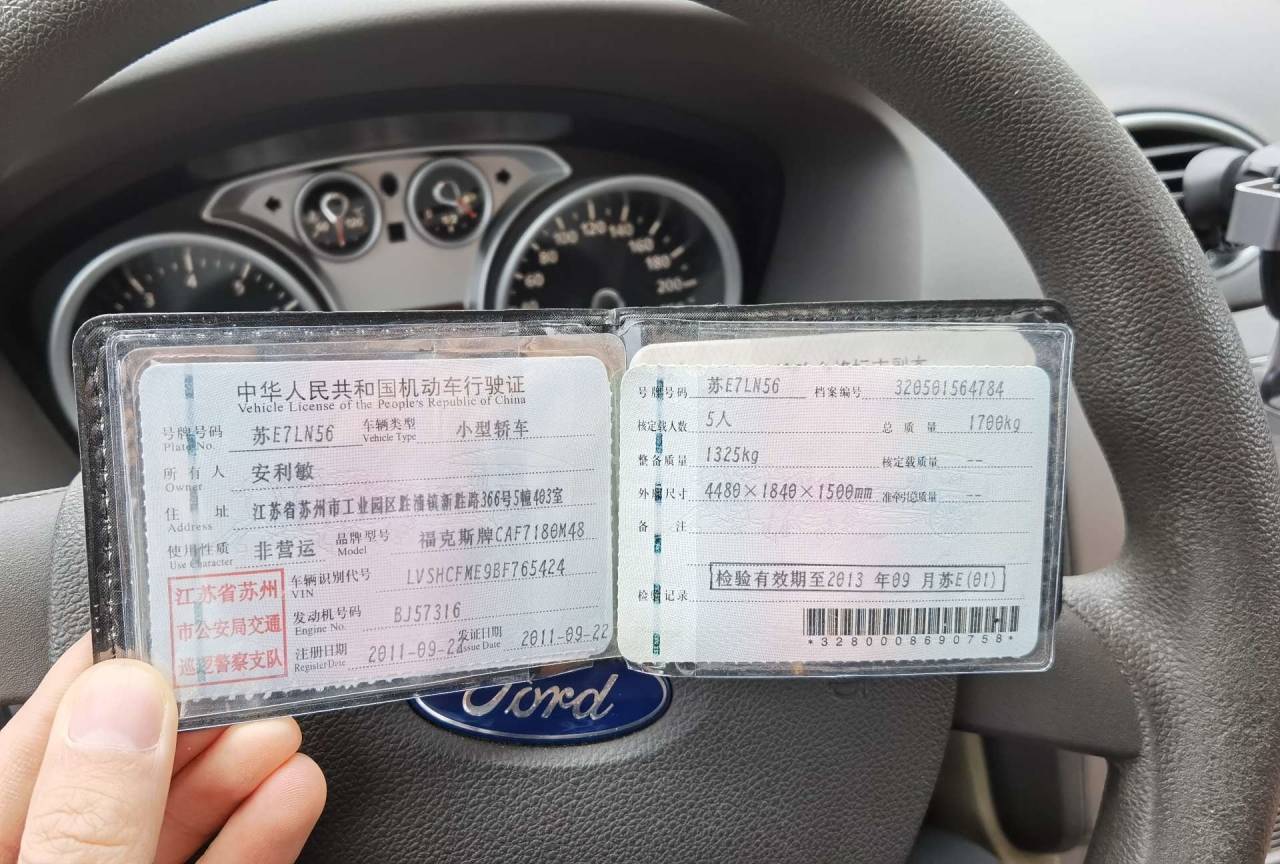 中华人民共和国机动车行驶证
Vehicle License of the People's Republic of China
号牌号码 苏E7LN56 车辆类型 小型轿车
Plate No. Vehicle Type
所有人 安利敏
Owner
住址 江苏省苏州市工业园区胜浦镇新胜路366号5幢403室
Address
使用性质 非营运 品牌型号 福克斯牌CAF7180M48
Use Character Model
江苏省苏州
市公安局交通
巡逻警察支队
车辆识别代号 LVSHCFME9BF765424
VIN
发动机号码 BJ57316
Engine No.
注册日期 2011-09-22 发证日期 2011-09-22
Register Date Issue Date
号牌号码 苏E7LN56 档案编号 320501564784
核定载人数 5人 总质量 1700kg
整备质量 1325kg 核定载质量 --
外廓尺寸 4480×1840×1500mm 准牵引总质量 --
备注
检验有效期至2013 年09 月苏E(01)
检验记录
*3280008690758*
Ford
3 4 5
60 80 100 120 140 160 180 200